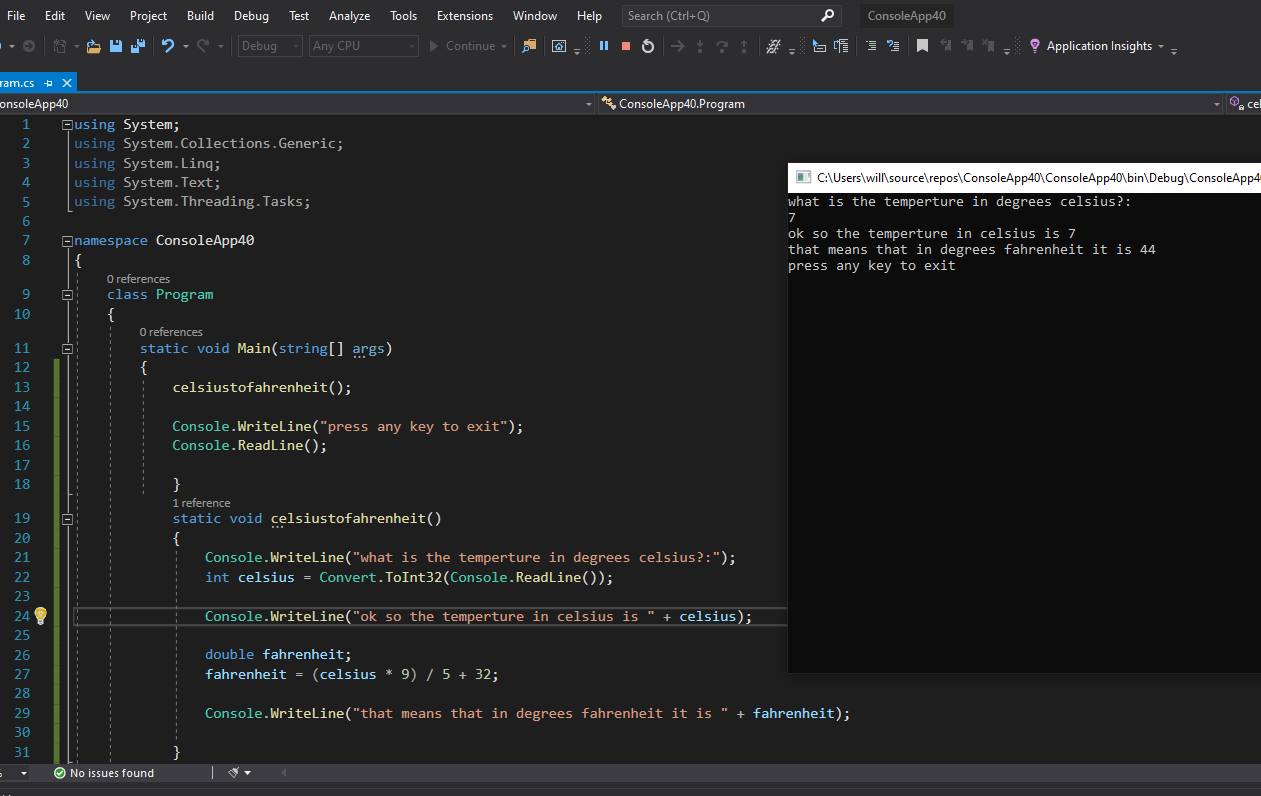 File Edit View Project Build Debug Test Analyze Tools Extensions Window Help Search (Ctrl+Q) ConsoleApp40
Debug Any CPU Continue Application Insights
ram.cs
onsoleApp40 ConsoleApp40.Program cel
1 using System;
2 using System.Collections.Generic;
3 using System.Linq;
4 using System.Text;
5 using System.Threading.Tasks;
6
7 namespace ConsoleApp40
8 {
0 references
9 class Program
10 {
0 references
11 static void Main(string[] args)
12 {
13 celsiustofahrenheit();
14
15 Console.WriteLine("press any key to exit");
16 Console.ReadLine();
17
18 }
1 reference
19 static void celsiustofahrenheit()
20 {
21 Console.WriteLine("what is the temperture in degrees celsius?:");
22 int celsius = Convert.ToInt32(Console.ReadLine());
23
24 Console.WriteLine("ok so the temperture in celsius is " + celsius);
25
26 double fahrenheit;
27 fahrenheit = (celsius * 9) / 5 + 32;
28
29 Console.WriteLine("that means that in degrees fahrenheit it is " + fahrenheit);
30
31 }
% No issues found
C:\Users\will\source\repos\ConsoleApp40\ConsoleApp40\bin\Debug\ConsoleApp40
what is the temperture in degrees celsius?:
7
ok so the temperture in celsius is 7
that means that in degrees fahrenheit it is 44
press any key to exit